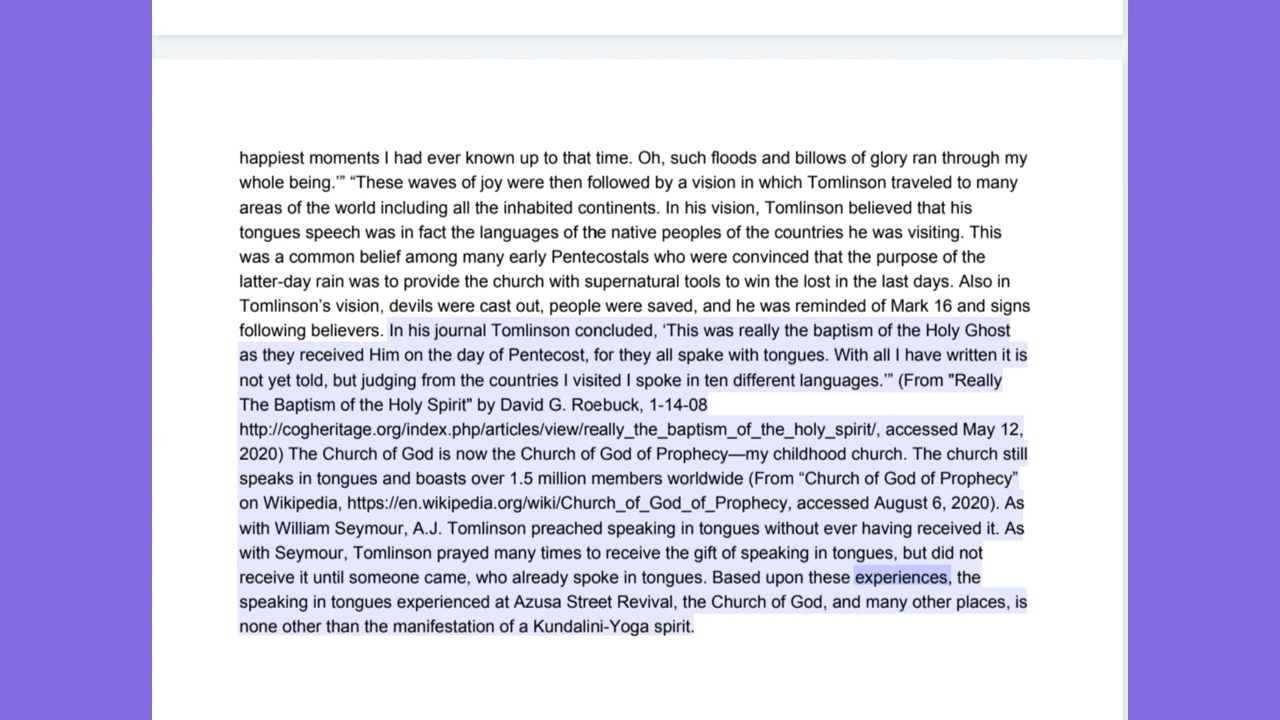 happiest moments I had ever known up to that time. Oh, such floods and billows of glory ran through my
whole being.’” “These waves of joy were then followed by a vision in which Tomlinson traveled to many
areas of the world including all the inhabited continents. In his vision, Tomlinson believed that his
tongues speech was in fact the languages of the native peoples of the countries he was visiting. This
was a common belief among many early Pentecostals who were convinced that the purpose of the
latter-day rain was to provide the church with supernatural tools to win the lost in the last days. Also in
Tomlinson’s vision, devils were cast out, people were saved, and he was reminded of Mark 16 and signs
following believers. In his journal Tomlinson concluded, ‘This was really the baptism of the Holy Ghost
as they received Him on the day of Pentecost, for they all spake with tongues. With all I have written it is
not yet told, but judging from the countries I visited I spoke in ten different languages.’” (From "Really
The Baptism of the Holy Spirit" by David G. Roebuck, 1-14-08
http://cogheritage.org/index.php/articles/view/really_the_baptism_of_the_holy_spirit/, accessed May 12,
2020) The Church of God is now the Church of God of Prophecy—my childhood church. The church still
speaks in tongues and boasts over 1.5 million members worldwide (From “Church of God of Prophecy”
on Wikipedia, https://en.wikipedia.org/wiki/Church_of_God_of_Prophecy, accessed August 6, 2020). As
with William Seymour, A.J. Tomlinson preached speaking in tongues without ever having received it. As
with Seymour, Tomlinson prayed many times to receive the gift of speaking in tongues, but did not
receive it until someone came, who already spoke in tongues. Based upon these experiences, the
speaking in tongues experienced at Azusa Street Revival, the Church of God, and many other places, is
none other than the manifestation of a Kundalini-Yoga spirit.